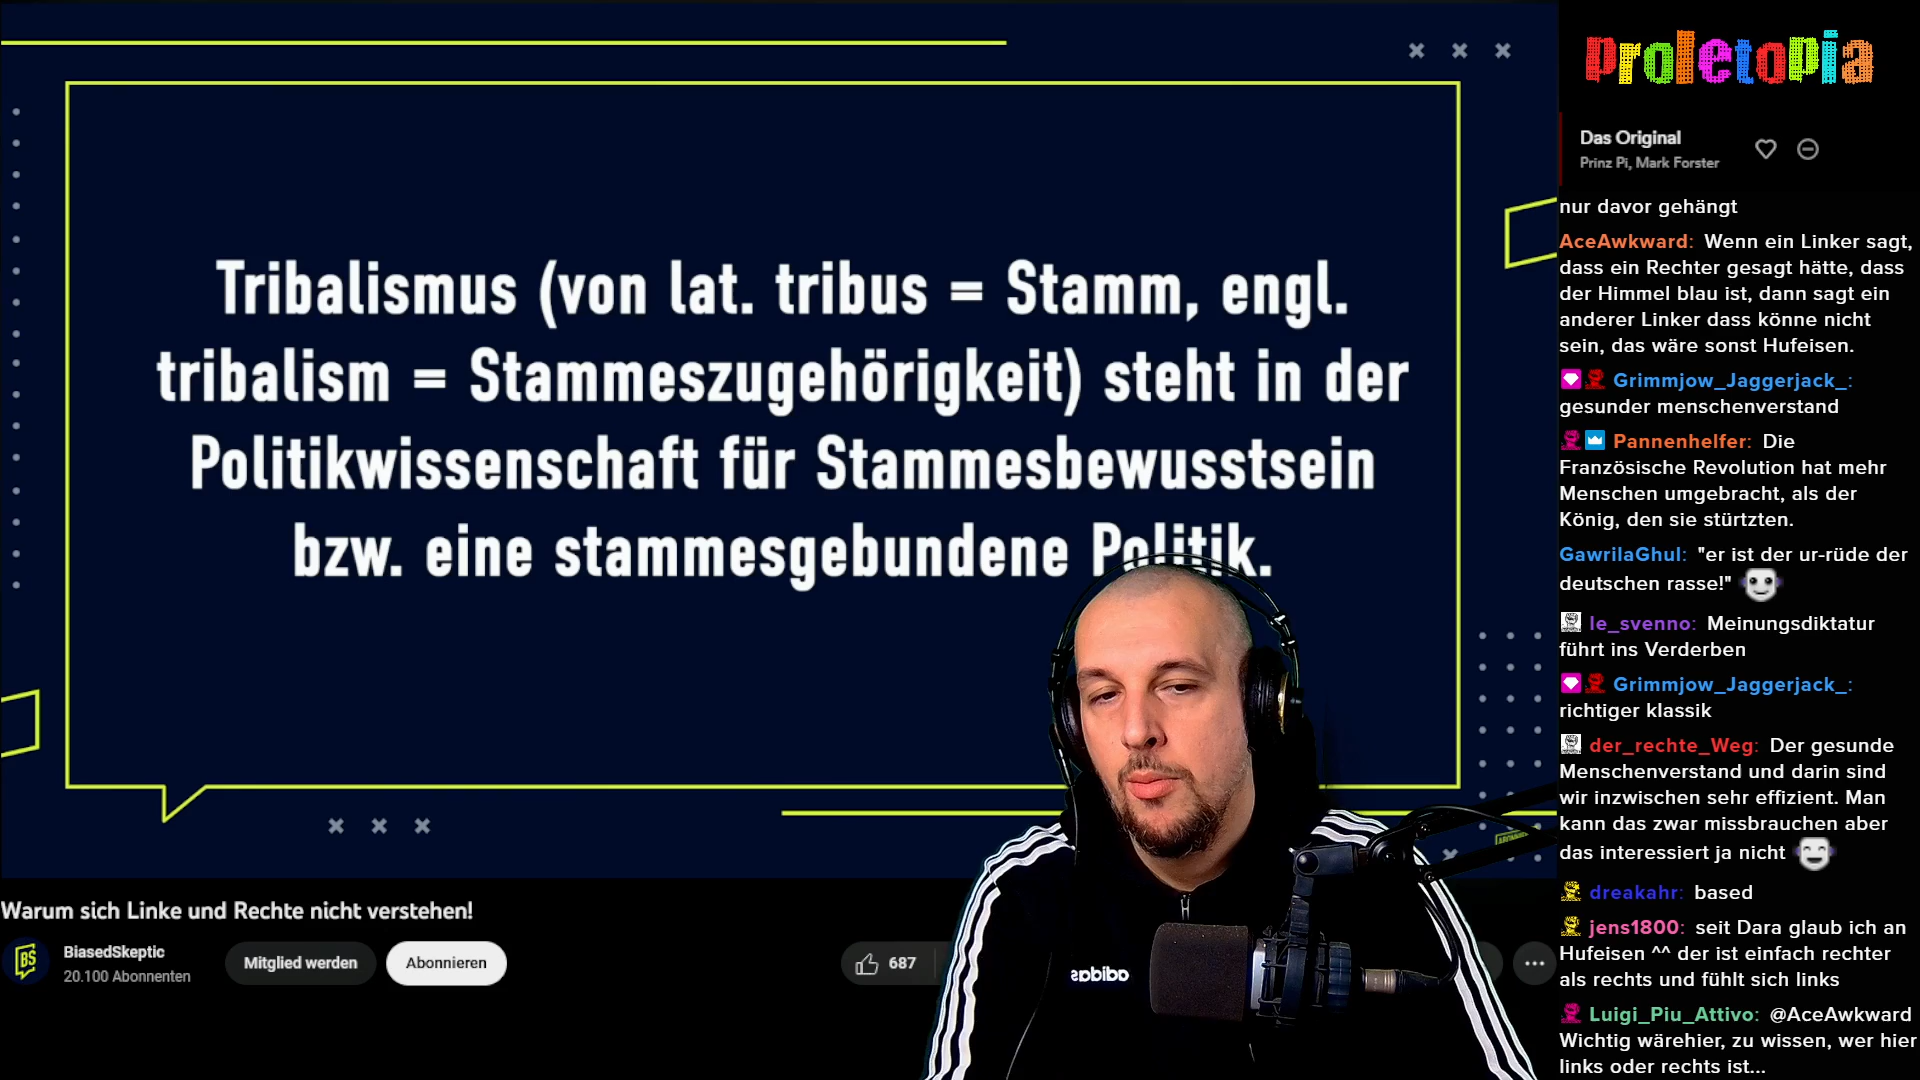 Tribalismus (von lat. tribus = Stamm, engl.
tribalism = Stammeszugehörigkeit) steht in der
Politikwissenschaft für Stammesbewusstsein
bzw. eine stammesgebundene Politik.
Warum sich Linke und Rechte nicht verstehen!
BS
BiasedSkeptic
20.100 Abonnenten
Mitglied werden
Abonnieren
687
adidas
Proletopia
Das Original
Prinz Pi, Mark Forster
nur davor gehängt
AceAwkward: Wenn ein Linker sagt,
dass ein Rechter gesagt hätte, dass
der Himmel blau ist, dann sagt ein
anderer Linker dass könne nicht
sein, das wäre sonst Hufeisen.
Grimmjow_Jaggerjack_:
gesunder menschenverstand
Pannenhelfer: Die
Französische Revolution hat mehr
Menschen umgebracht, als der
König, den sie stürtzten.
GawrilaGhul: "er ist der ur-rüde der
deutschen rasse!"
le_svenno: Meinungsdiktatur
führt ins Verderben
Grimmjow_Jaggerjack_:
richtiger klassik
der_rechte_Weg: Der gesunde
Menschenverstand und darin sind
wir inzwischen sehr effizient. Man
kann das zwar missbrauchen aber
das interessiert ja nicht
dreakahr: based
jens1800: seit Dara glaub ich an
Hufeisen ^^ der ist einfach rechter
als rechts und fühlt sich links
Luigi_Piu_Attivo: @AceAwkward
Wichtig wärehier, zu wissen, wer hier
links oder rechts ist...